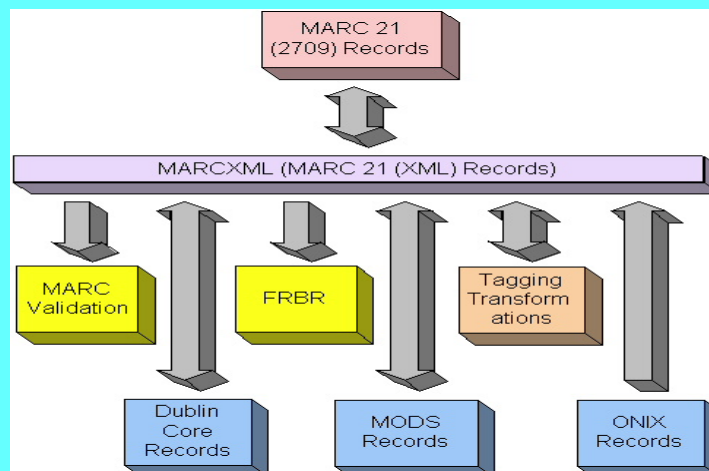 MARC 21
(2709) Records
MARCXML (MARC 21 (XML) Records)
MARC
Validation
FRBR
Tagging
Transform
ations
Dublin
Core
Records
MODS
Records
ONIX
Records